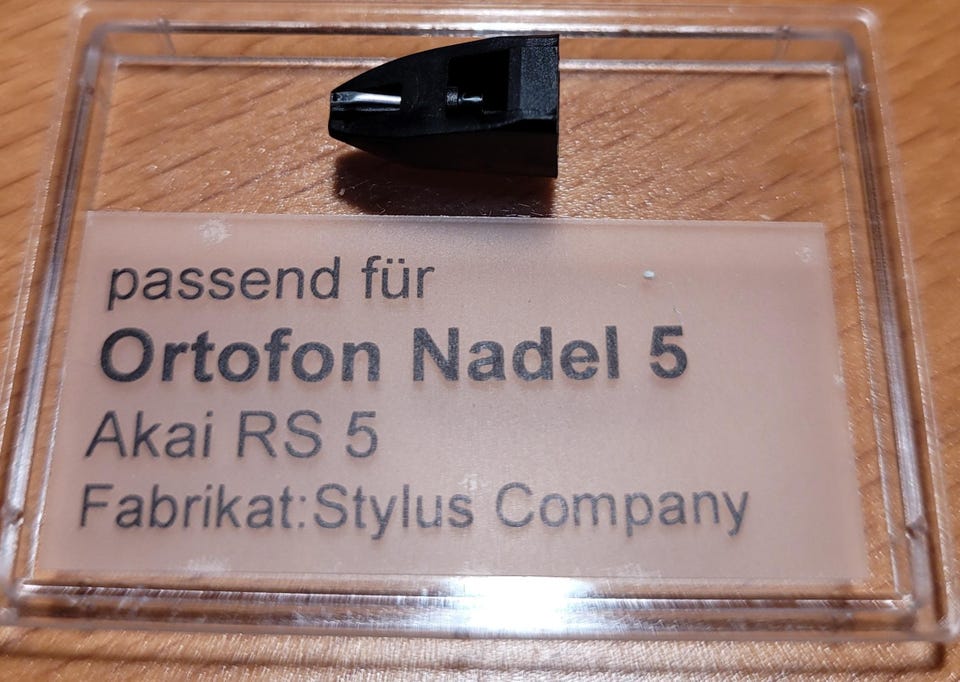 passend für
Ortofon Nadel 5
Akai RS 5
Fabrikat:Stylus Company